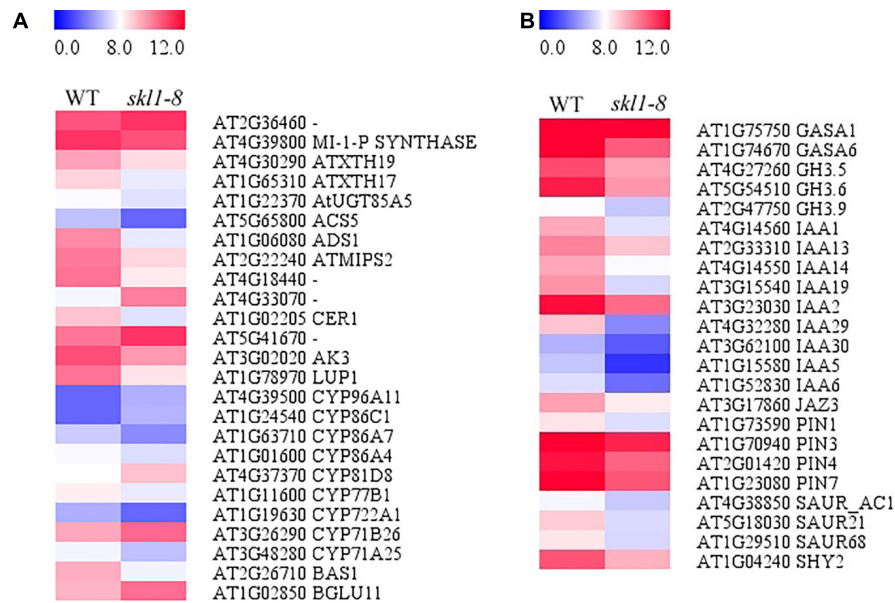 A
0.0 8.0 12.0
WT skl1-8
AT2G36460 -
AT4G39800 MI-1-P SYNTHASE
AT4G30290 ATXTH19
AT1G65310 ATXTH17
AT1G22370 AtUGT85A5
AT5G65800 ACS5
AT1G06080 ADS1
AT2G22240 ATMIPS2
AT4G18440 -
AT4G33070 -
AT1G02205 CER1
AT5G41670 -
AT3G02020 AK3
AT1G78970 LUP1
AT4G39500 CYP96A11
AT1G24540 CYP86C1
AT1G63710 CYP86A7
AT1G01600 CYP86A4
AT4G37370 CYP81D8
AT1G11600 CYP77B1
AT1G19630 CYP722A1
AT3G26290 CYP71B26
AT3G48280 CYP71A25
AT2G26710 BAS1
AT1G02850 BGLU11
B
0.0 8.0 12.0
WT skl1-8
AT1G75750 GASA1
AT1G74670 GASA6
AT4G27260 GH3.5
AT5G54510 GH3.6
AT2G47750 GH3.9
AT4G14560 IAA1
AT2G33310 IAA13
AT4G14550 IAA14
AT3G15540 IAA19
AT3G23030 IAA2
AT4G32280 IAA29
AT3G62100 IAA30
AT1G15580 IAA5
AT1G52830 IAA6
AT3G17860 JAZ3
AT1G73590 PIN1
AT1G70940 PIN3
AT2G01420 PIN4
AT1G23080 PIN7
AT4G38850 SAUR_AC1
AT5G18030 SAUR21
AT1G29510 SAUR68
AT1G04240 SHY2